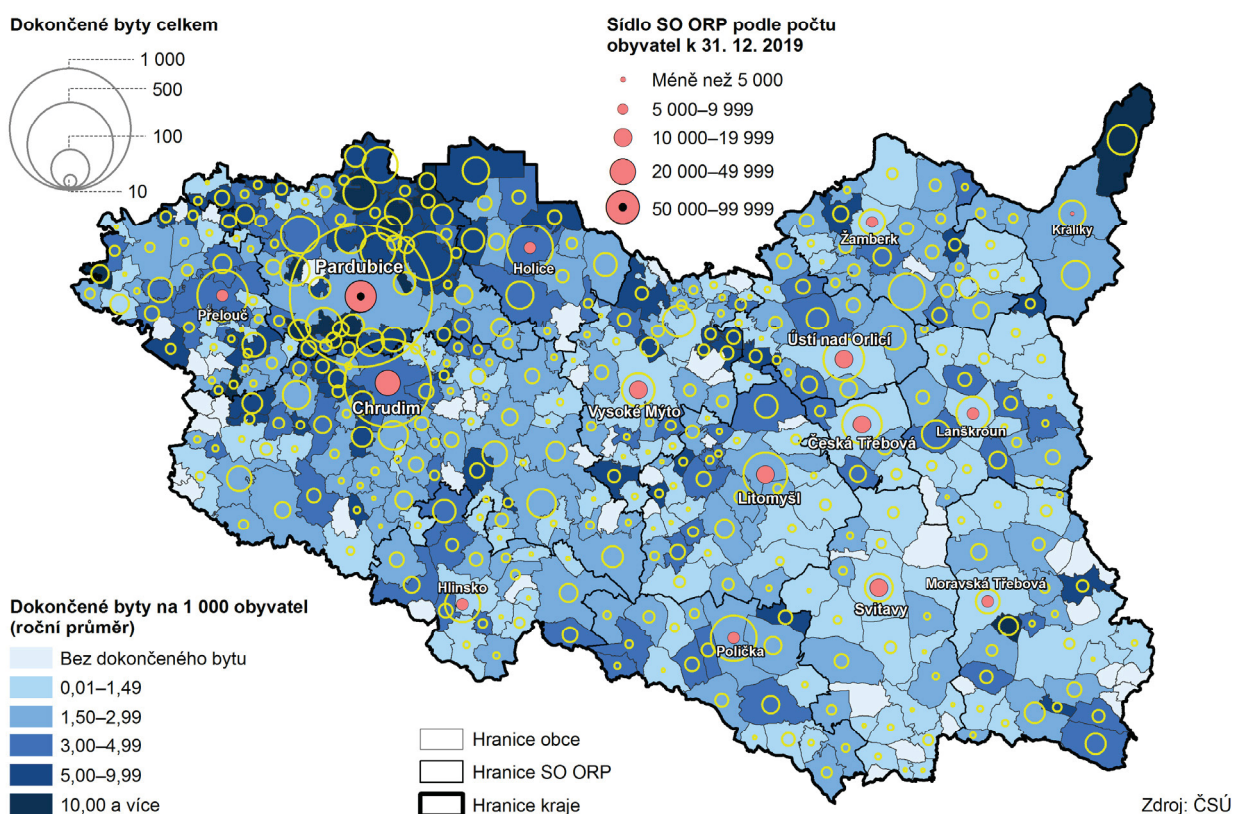 Dokončené byty celkem
1 000
500
100
10
Sídlo SO ORP podle počtu
obyvatel k 31. 12. 2019
Méně než 5 000
5 000–9 999
10 000–19 999
20 000–49 999
50 000–99 999
Žamberk
Králíky
Pardubice
Holice
Přelouč
Ústí nad Orlicí
Chrudim
Vysoké Mýto
Česká Třebová
Lanškroun
Litomyšl
Hlinsko
Svitavy
Moravská Třebová
Polička
Dokončené byty na 1 000 obyvatel
(roční průměr)
Bez dokončeného bytu
0,01–1,49
1,50–2,99
3,00–4,99
5,00–9,99
10,00 a více
Hranice obce
Hranice SO ORP
Hranice kraje
Zdroj: ČSÚ